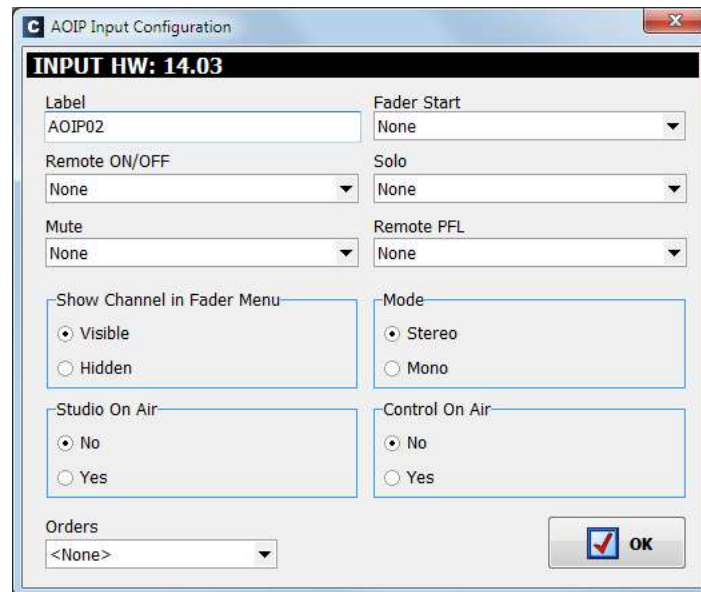 C AOIP Input Configuration
INPUT HW: 14.03
Label Fader Start
AOIP02 None
Remote ON/OFF Solo
None None
Mute Remote PFL
None None
Show Channel in Fader Menu Mode
Visible Stereo
Hidden Mono
Studio On Air Control On Air
No No
Yes Yes
Orders
<None> OK